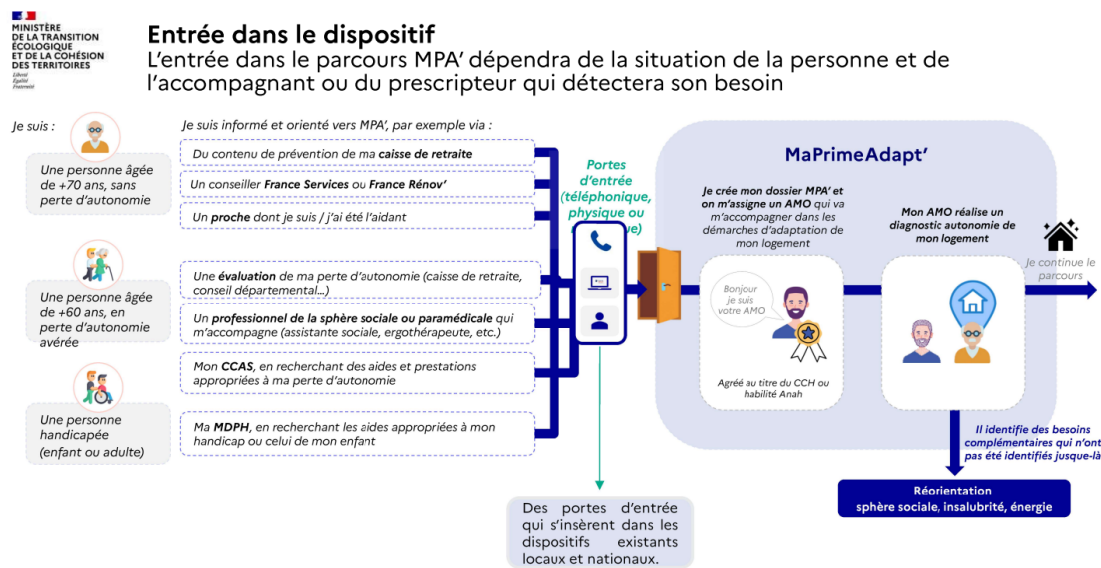 MINISTÈRE
DE LA TRANSITION
ÉCOLOGIQUE
ET DE LA COHÉSION
DES TERRITOIRES
Liberté
Égalité
Fraternité
Entrée dans le dispositif
L'entrée dans le parcours MPA' dépendra de la situation de la personne et de
l'accompagnant ou du prescripteur qui détectera son besoin
Je suis :
Une personne âgée
de +70 ans, sans
perte d'autonomie
Une personne âgée
de +60 ans, en
perte d'autonomie
avérée
Une personne
handicapée
(enfant ou adulte)
Je suis informé et orienté vers MPA', par exemple via :
Du contenu de prévention de ma caisse de retraite
Un conseiller France Services ou France Rénov'
Un proche dont je suis / j'ai été l'aidant
Une évaluation de ma perte d'autonomie (caisse de retraite,
conseil départemental...)
Un professionnel de la sphère sociale ou paramédicale qui
m'accompagne (assistante sociale, ergothérapeute, etc.)
Mon CCAS, en recherchant des aides et prestations
appropriées à ma perte d'autonomie
Ma MDPH, en recherchant les aides appropriées à mon
handicap ou celui de mon enfant
Portes
d'entrée
(téléphonique,
physique ou
Des portes d'entrée
qui s'insèrent dans les
dispositifs existants
locaux et nationaux.
MaPrimeAdapt'
Je crée mon dossier MPA' et
on m'assigne un AMO qui va
m'accompagner dans les
démarches d'adaptation de
mon logement
Bonjour
je suis
votre AMO
Agréé au titre du CCH ou
habilité Anah
Mon AMO réalise un
diagnostic autonomie de
mon logement
Je continue le
parcours
Il identifie des besoins
complémentaires qui n'ont
pas été identifiés jusque-là
Réorientation
sphère sociale, insalubrité, énergie